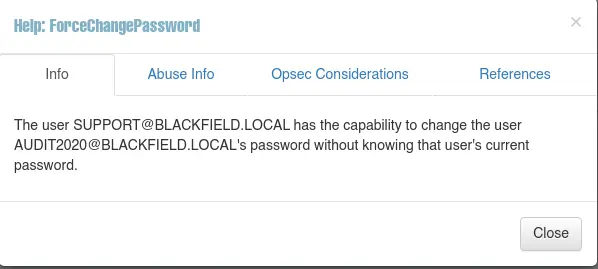 Help: ForceChangePassword
×
Info
Abuse Info
Opsec Considerations
References
The user SUPPORT@BLACKFIELD.LOCAL has the capability to change the user
AUDIT2020@BLACKFIELD.LOCAL's password without knowing that user's current
password.
Close